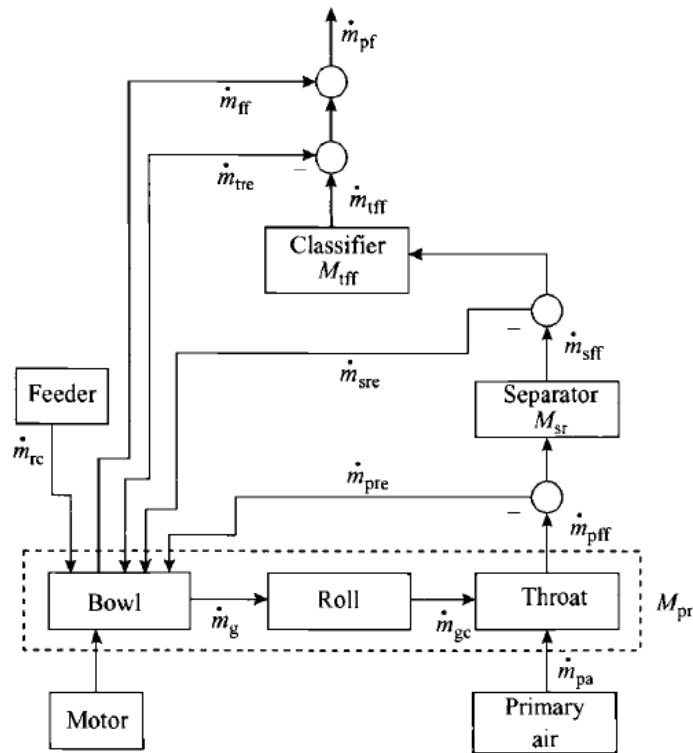 ṁpf
ṁff
ṁtre
−
ṁtff
Classifier
Mtff
−
ṁsff
ṁsre
Feeder
Separator
Msr
ṁrc
ṁpre
−
ṁpff
Bowl
Roll
Throat
Mpr
ṁg
ṁgc
ṁpa
Motor
Primary
air